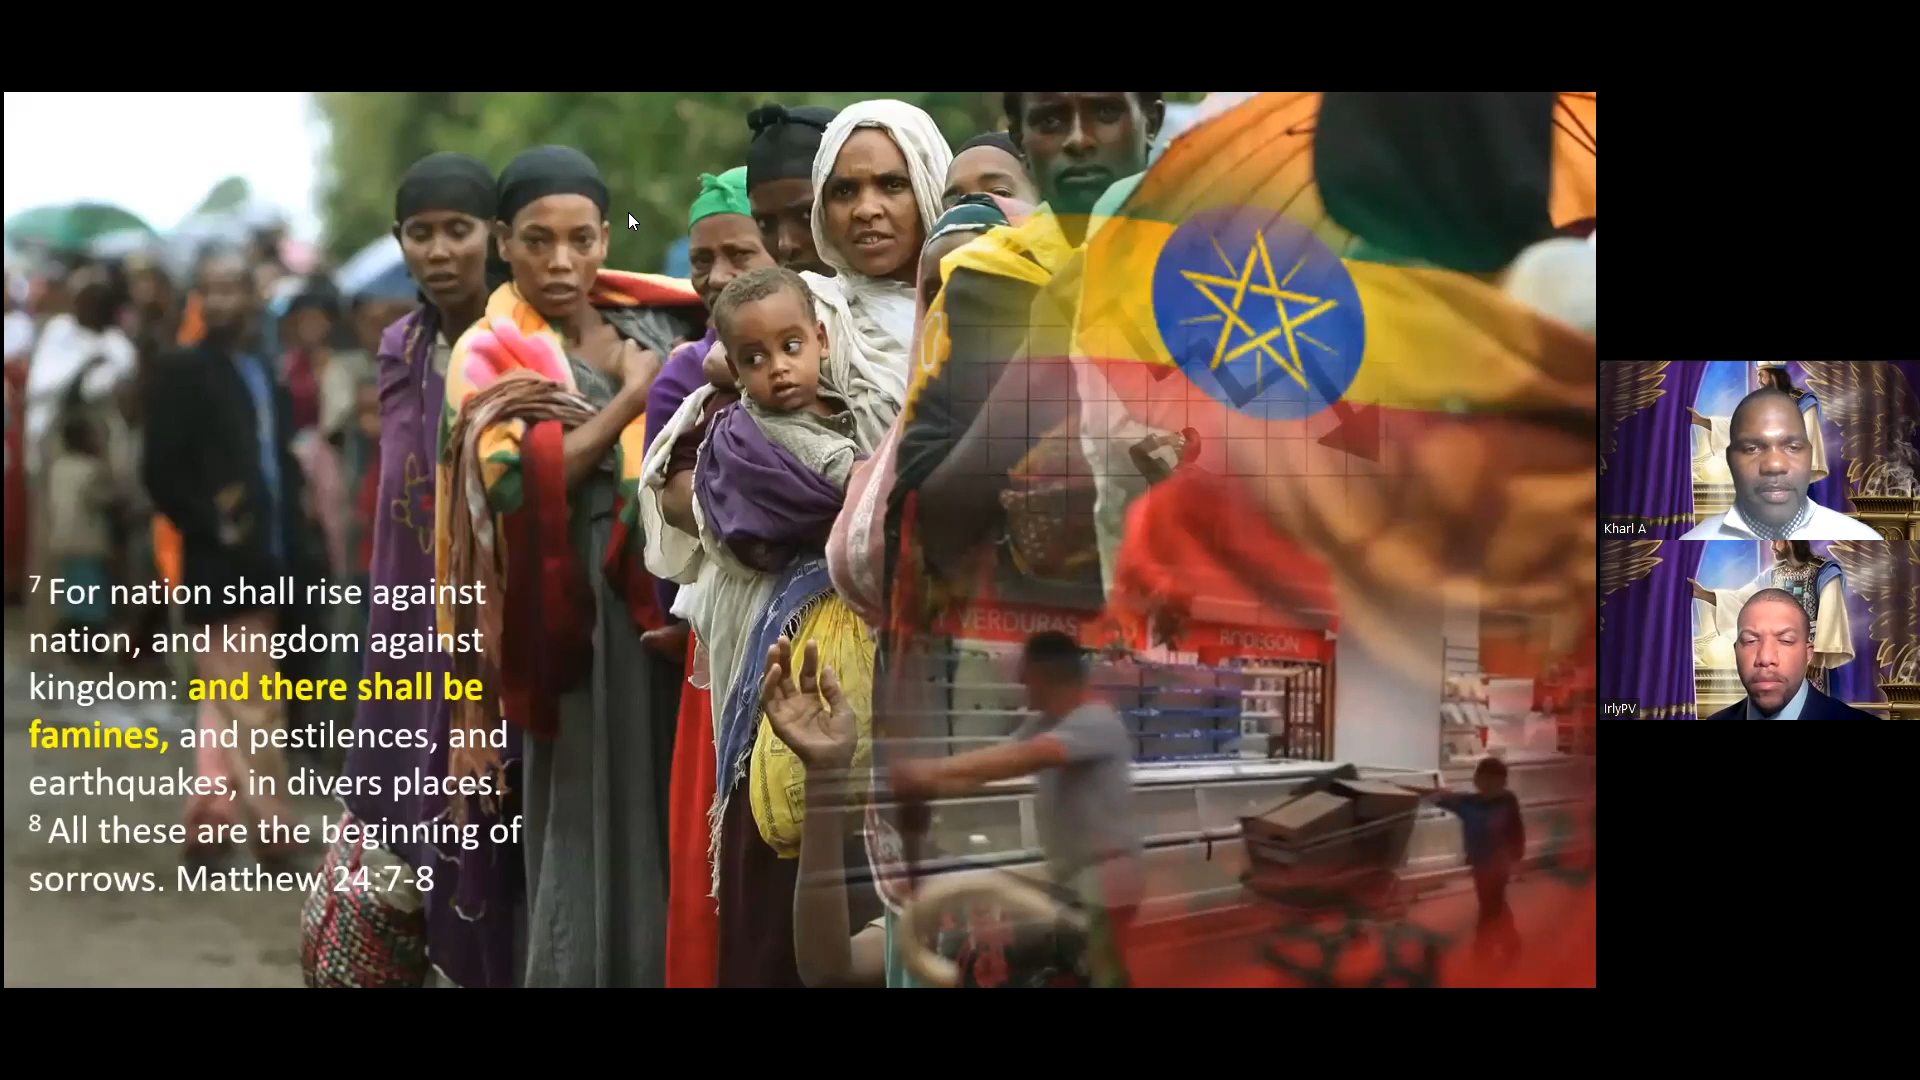 ⁷ For nation shall rise against
nation, and kingdom against
kingdom: and there shall be
famines, and pestilences, and
earthquakes, in divers places.
⁸ All these are the beginning of
sorrows. Matthew 24:7-8
Y VERDURAS
BODEGON
Kharl A
IrlyPV